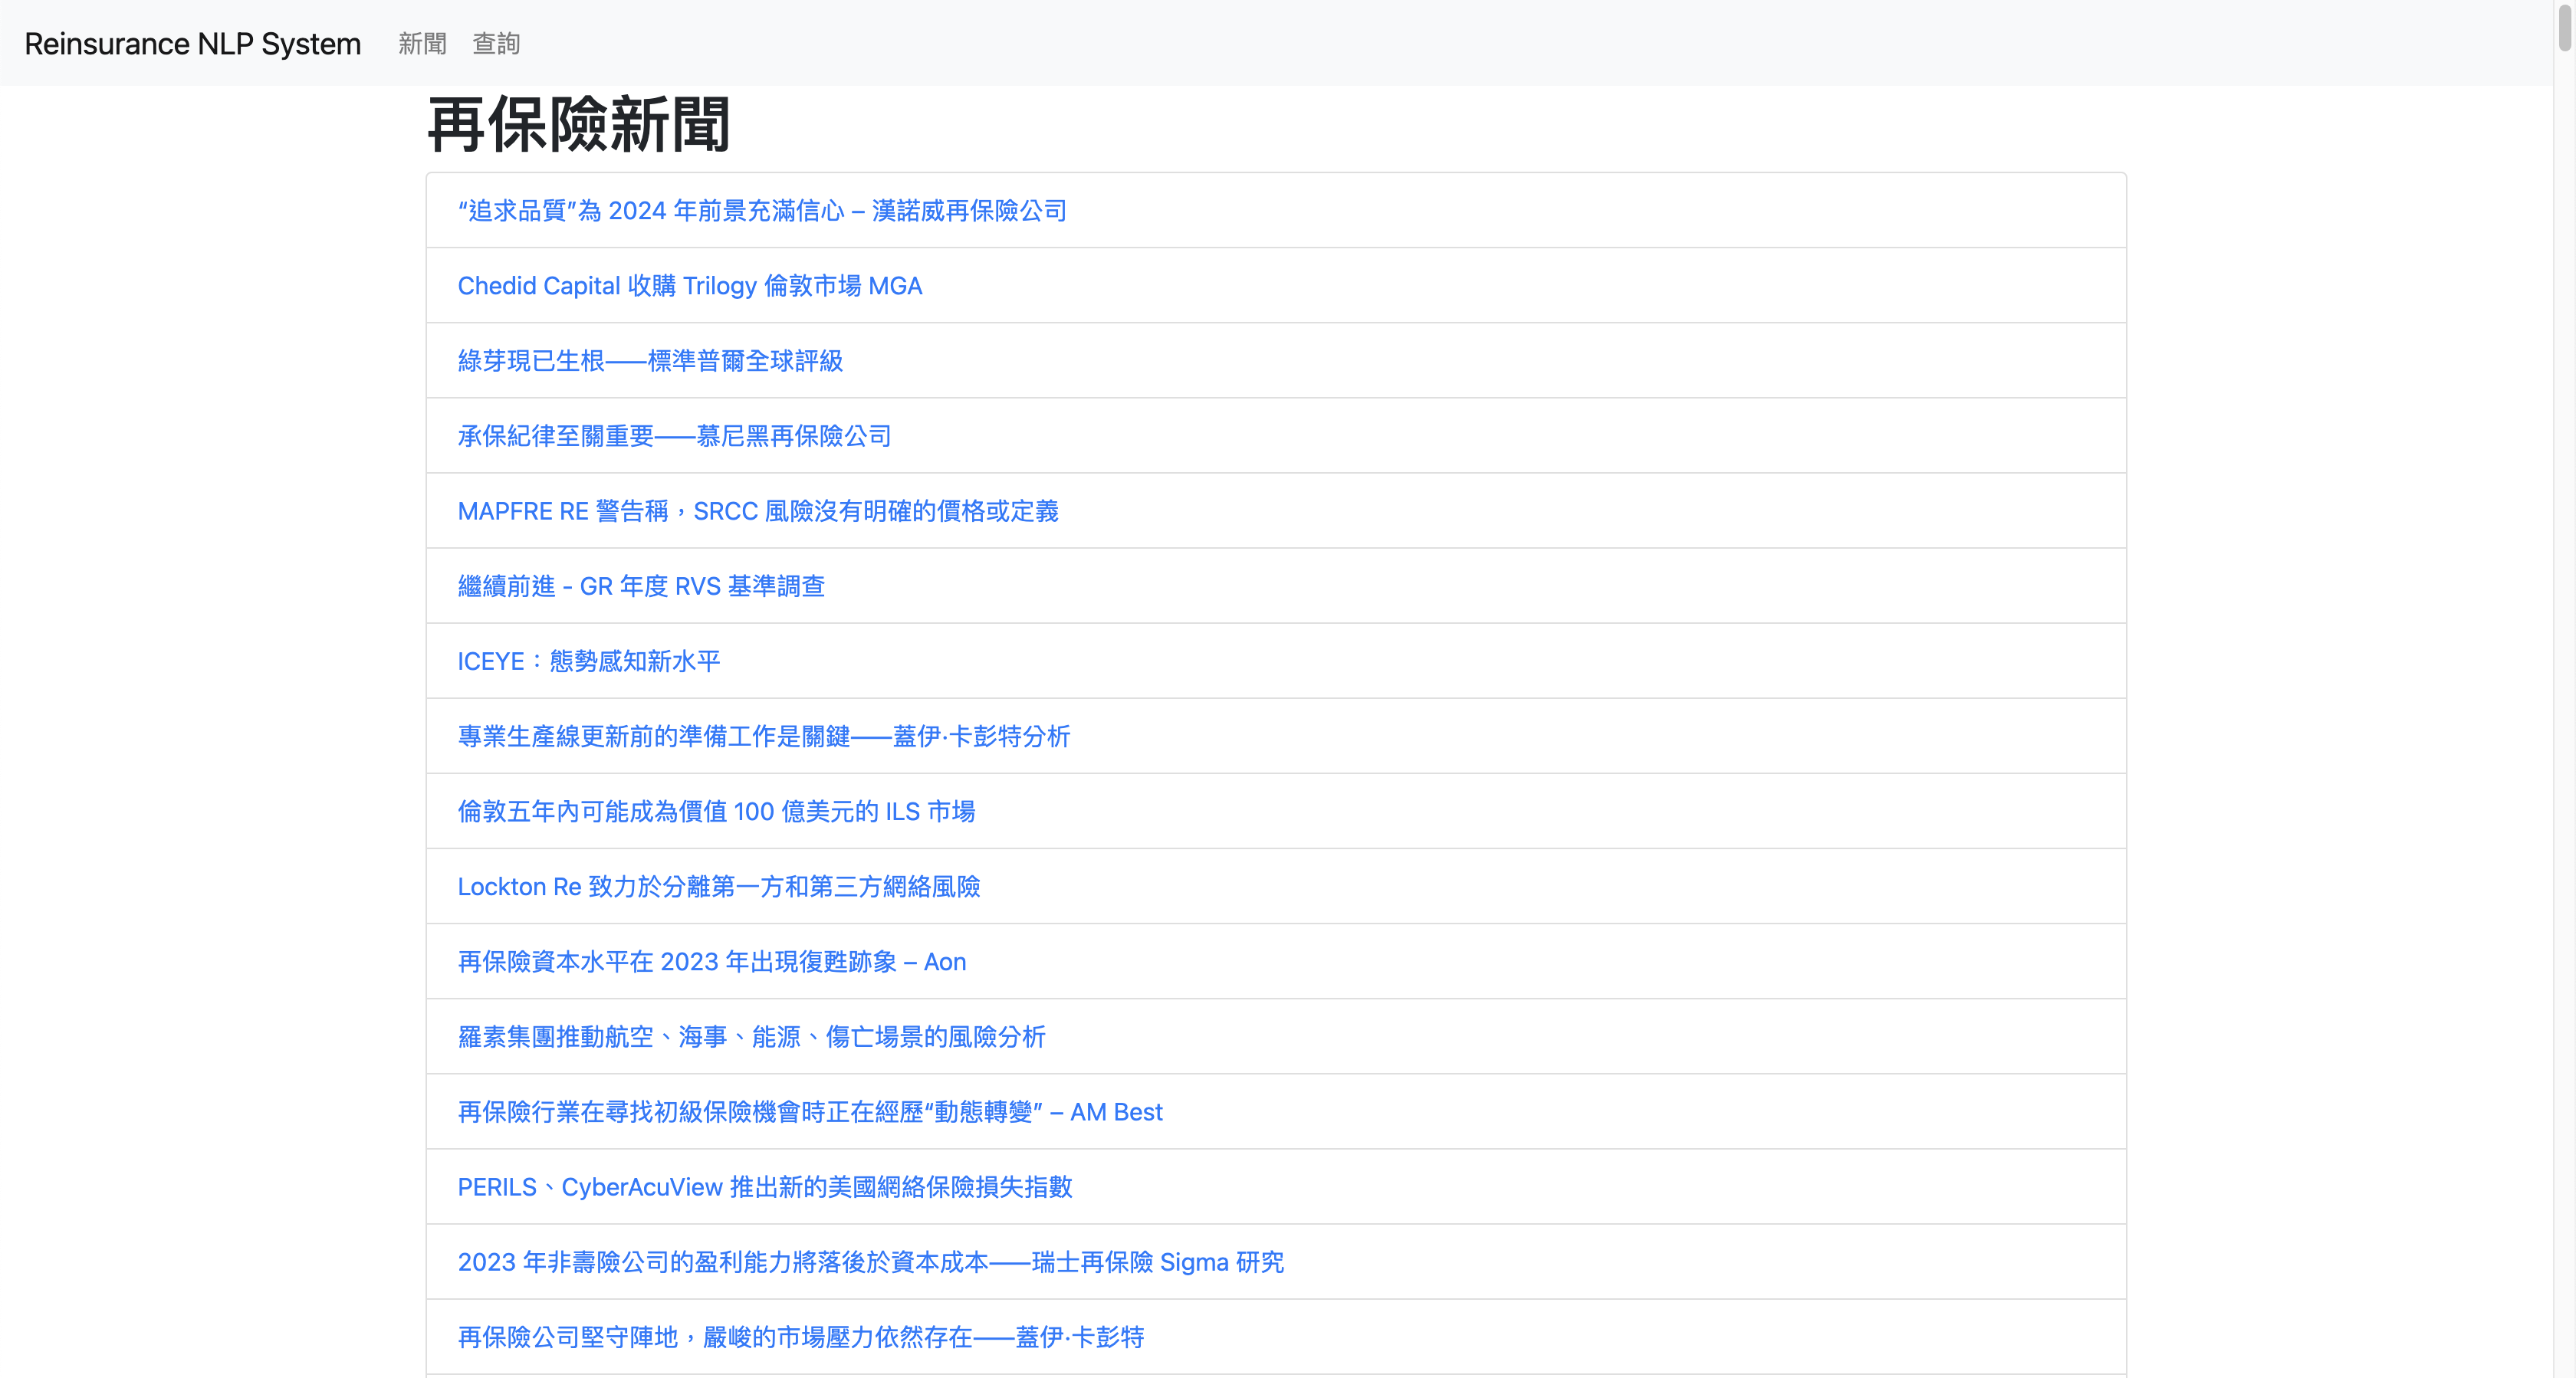 Reinsurance NLP System 新聞 查詢
再保險新聞
“追求品質”為 2024 年前景充滿信心 – 漢諾威再保險公司
Chedid Capital 收購 Trilogy 倫敦市場 MGA
綠芽現已生根——標準普爾全球評級
承保紀律至關重要——慕尼黑再保險公司
MAPFRE RE 警告稱，SRCC 風險沒有明確的價格或定義
繼續前進 - GR 年度 RVS 基準調查
ICEYE：態勢感知新水平
專業生產線更新前的準備工作是關鍵——蓋伊·卡彭特分析
倫敦五年內可能成為價值 100 億美元的 ILS 市場
Lockton Re 致力於分離第一方和第三方網絡風險
再保險資本水平在 2023 年出現復甦跡象 – Aon
羅素集團推動航空、海事、能源、傷亡場景的風險分析
再保險行業在尋找初級保險機會時正在經歷“動態轉變” – AM Best
PERILS、CyberAcuView 推出新的美國網絡保險損失指數
2023 年非壽險公司的盈利能力將落後於資本成本——瑞士再保險 Sigma 研究
再保險公司堅守陣地，嚴峻的市場壓力依然存在——蓋伊·卡彭特